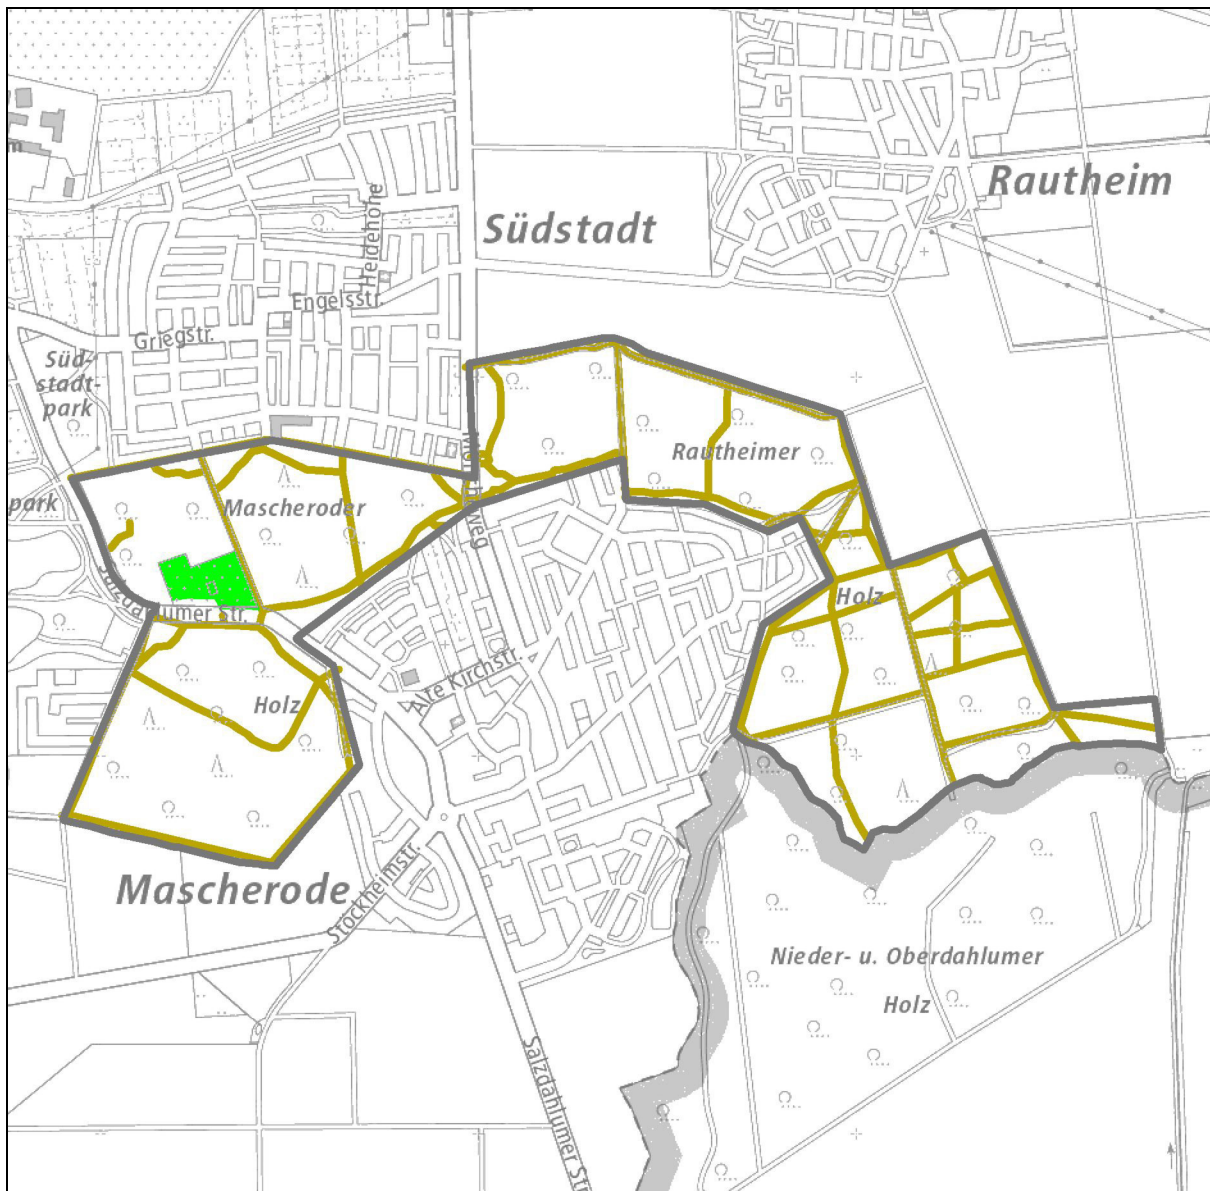 Rautheim
Südstadt
Heidehöhe
Engelsstr.
Griegstr.
Süd-
stadt-
park
Rautheimer
park
Mascheroder
Salzdahlumer Str.
Holz
Alte Kirchstr.
Holz
Mascherode
Stöckheimstr.
Nieder- u. Oberdahlumer
Holz
Salzdahlumer Str.